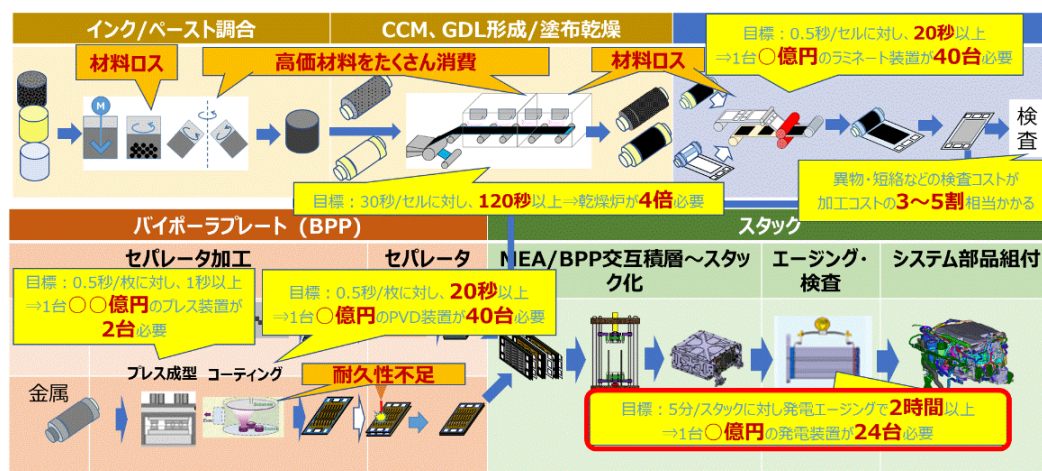 インク/ペースト調合
CCM、GDL形成/塗布乾燥
目標：0.5秒/セルに対し、20秒以上
⇒1台〇億円のラミネート装置が40台必要
材料ロス
高価材料をたくさん消費
材料ロス
M
検査
目標：30秒/セルに対し、120秒以上⇒乾燥炉が4倍必要
異物・短絡などの検査コストが
加工コストの3～5割相当かかる
バイポーラプレート（BPP）
スタック
セパレータ加工
セパレータ
MEA/BPP交互積層～スタック化
エージング・検査
システム部品組付
目標：0.5秒/枚に対し、1秒以上
⇒1台〇〇億円のプレス装置が
2台必要
目標：0.5秒/枚に対し、20秒以上
⇒1台〇億円のPVD装置が40台必要
金属
プレス成型
コーティング
耐久性不足
目標：5分/スタックに対し発電エージングで2時間以上
⇒1台〇億円の発電装置が24台必要